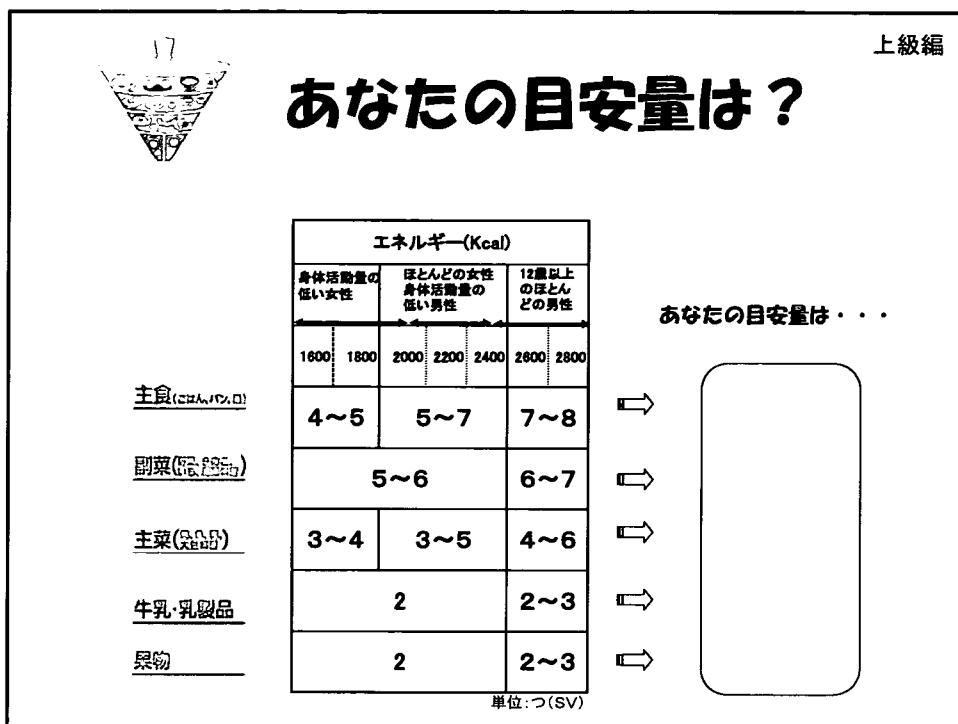 上級編
あなたの目安量は？
エネルギー(Kcal)
身体活動量の
低い女性
ほとんどの女性
身体活動量の
低い男性
12歳以上
のほとん
どの男性
1600 1800 2000 2200 2400 2600 2800
あなたの目安量は・・・
主食(ごはん,パン,
4～5 5～7 7～8
副菜
5～6 6～7
主菜
3～4 3～5 4～6
牛乳･乳製品
2 2～3
果物
2 2～3
単位:つ(SV)